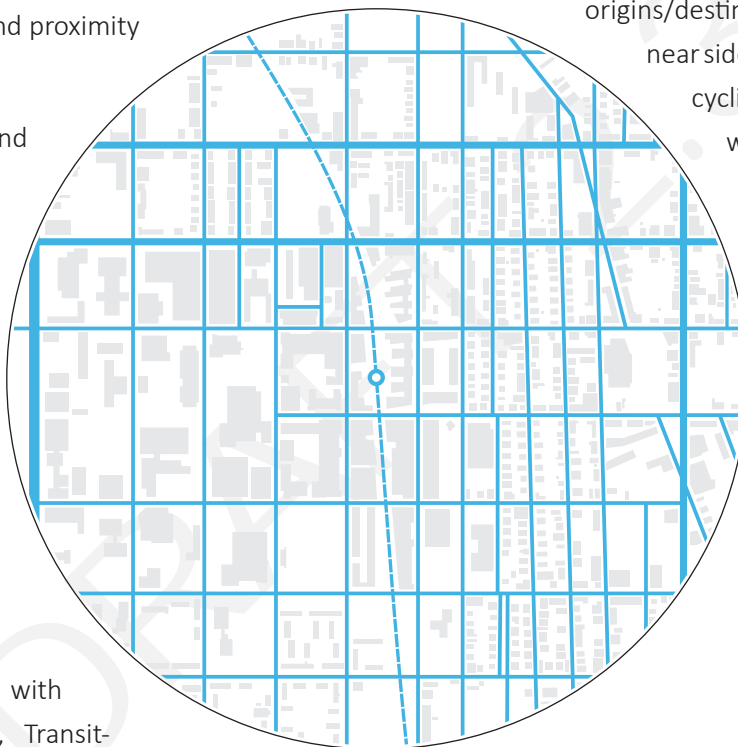 nd proximity
nd
with
, Transit-
origins/destin
near side
cycli
w